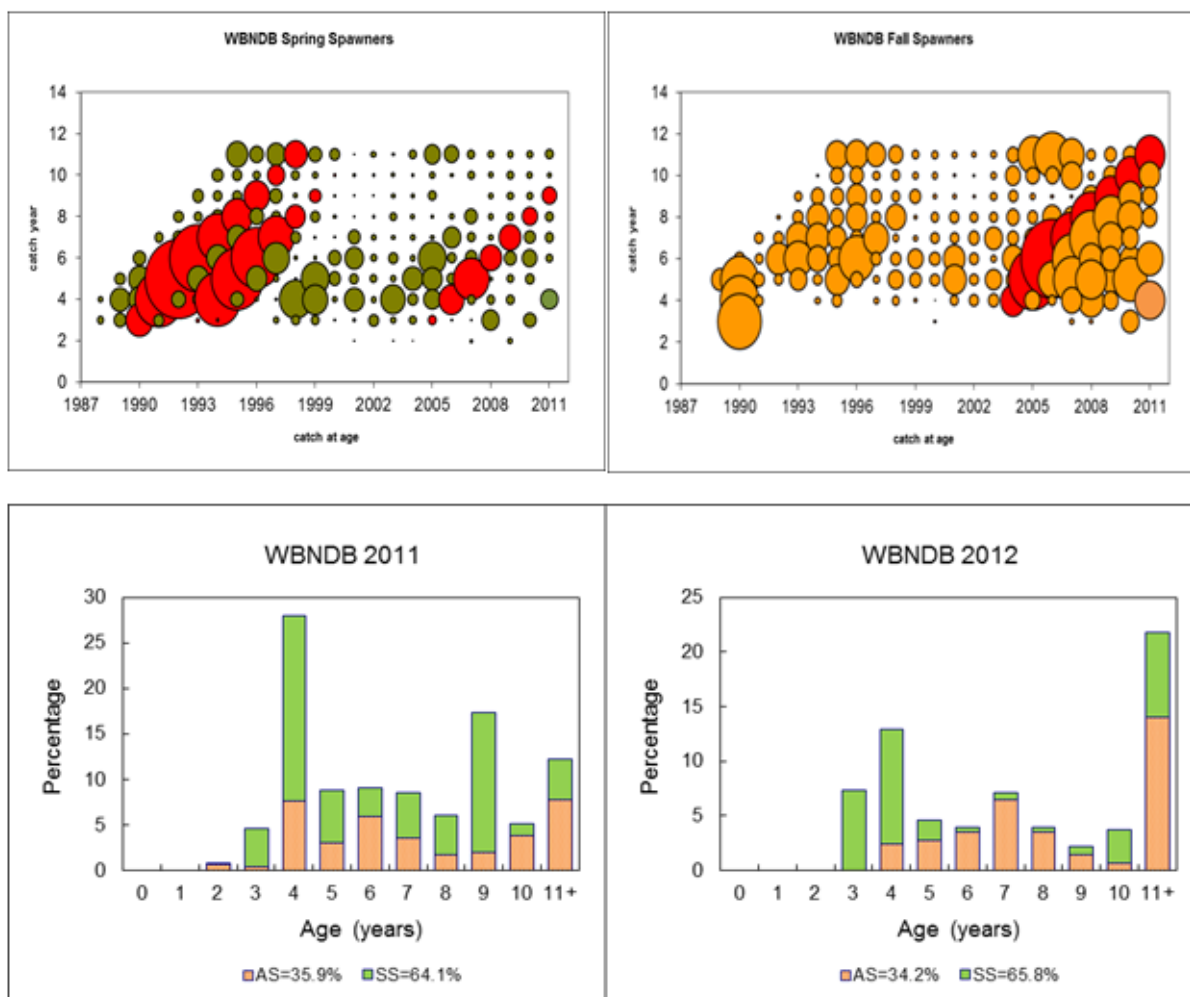 WBNDB Spring Spawners
catch year
14
12
10
8
6
4
2
0
1987 1990 1993 1996 1999 2002 2005 2008 2011
catch at age
WBNDB Fall Spawners
catch year
14
12
10
8
6
4
2
0
1987 1990 1993 1996 1999 2002 2005 2008 2011
catch at age
WBNDB 2011
Percentage
30
25
20
15
10
5
0
0 1 2 3 4 5 6 7 8 9 10 11+
Age (years)
AS=35.9% SS=64.1%
WBNDB 2012
Percentage
25
20
15
10
5
0
0 1 2 3 4 5 6 7 8 9 10 11+
Age (years)
AS=34.2% SS=65.8%